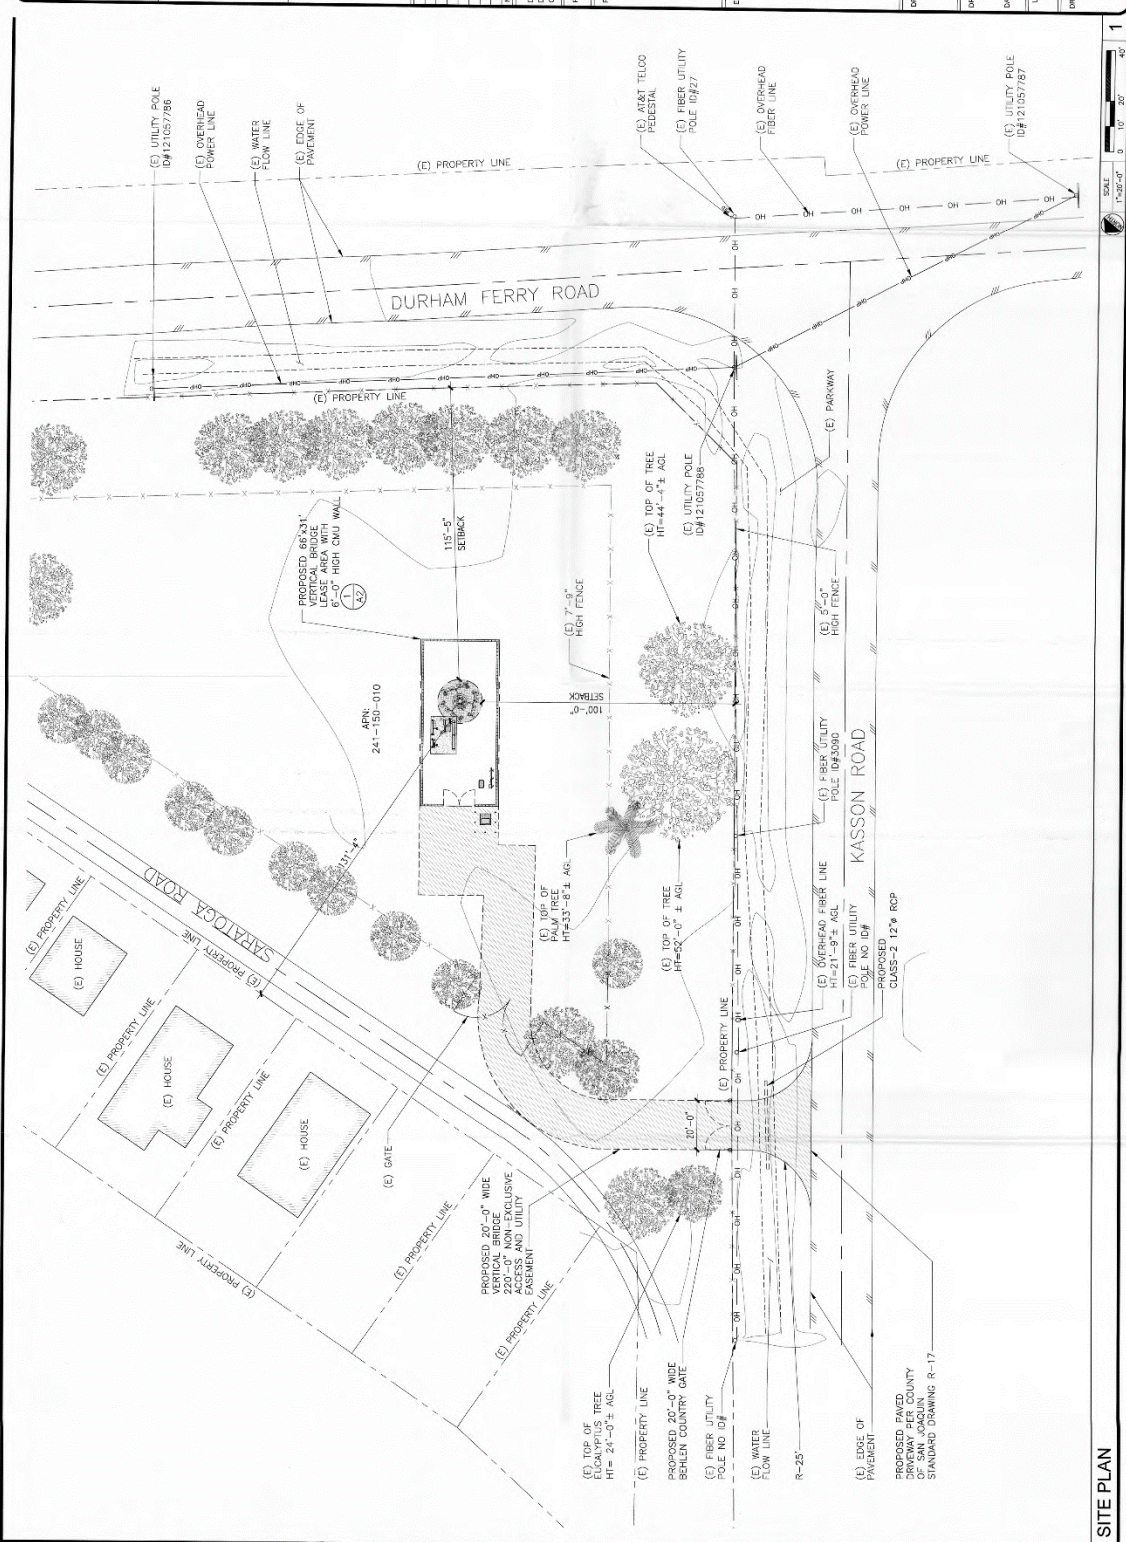 (E) UTILITY POLE
ID#121057786
(E) OVERHEAD
POWER LINE
(E) WATER
FLOW LINE
(E) EDGE OF
PAVEMENT
(E) PROPERTY LINE
(E) AT&T TELCO
PEDESTAL
(E) FIBER UTILITY
POLE ID#27
(E) OVERHEAD
FIBER LINE
(E) OVERHEAD
POWER LINE
(E) PROPERTY LINE
(E) UTILITY POLE
ID#121057787
DURHAM FERRY ROAD
(E) PROPERTY LINE
(E) PARKWAY
PROPOSED 66'x31'
VERTICAL BRIDGE
LEASE AREA WITH
6'-0" HIGH CMU WALL
1
A2
115'-5"
SETBACK
(E) TOP OF TREE
HT=44'-4"± AGL
(E) UTILITY POLE
ID#121057788
(E) 7'-9"
HIGH FENCE
(E) 5'-0"
HIGH FENCE
APN:
241-150-010
100'-0"
SETBACK
131'-4"
(E) FIBER UTILITY
POLE ID#3090
KASSON ROAD
SARATOGA ROAD
(E) PROPERTY LINE
(E) PROPERTY LINE
(E) HOUSE
(E) TOP OF
PALM TREE
HT=33'-8"± AGL
(E) TOP OF TREE
HT=52'-0" ± AGL
(E) OVERHEAD FIBER LINE
HT=21'-9"± AGL
(E) FIBER UTILITY
POLE NO ID#
PROPOSED
CLASS-2 12"ø RCP
(E) PROPERTY LINE
(E) HOUSE
(E) PROPERTY LINE
(E) HOUSE
(E) PROPERTY LINE
20'-0"
(E) GATE
PROPOSED 20'-0" WIDE
VERTICAL BRIDGE
220'-0" NON-EXCLUSIVE
ACCESS AND UTILITY
EASEMENT
(E) PROPERTY LINE
(E) PROPERTY LINE
(E) PROPERTY LINE
(E) TOP OF
EUCALYPTUS TREE
HT= 24'-0"± AGL
(E) PROPERTY LINE
PROPOSED 20'-0" WIDE
BEHLEN COUNTRY GATE
(E) FIBER UTILITY
POLE NO ID#
(E) WATER
FLOW LINE
R-25'
(E) EDGE OF
PAVEMENT
PROPOSED PAVED
DRIVEWAY PER COUNTY
OF SAN JOAQUIN
STANDARD DRAWING R-17
SITE PLAN
SCALE
1"=20'-0"
0 10' 20' 40'
1